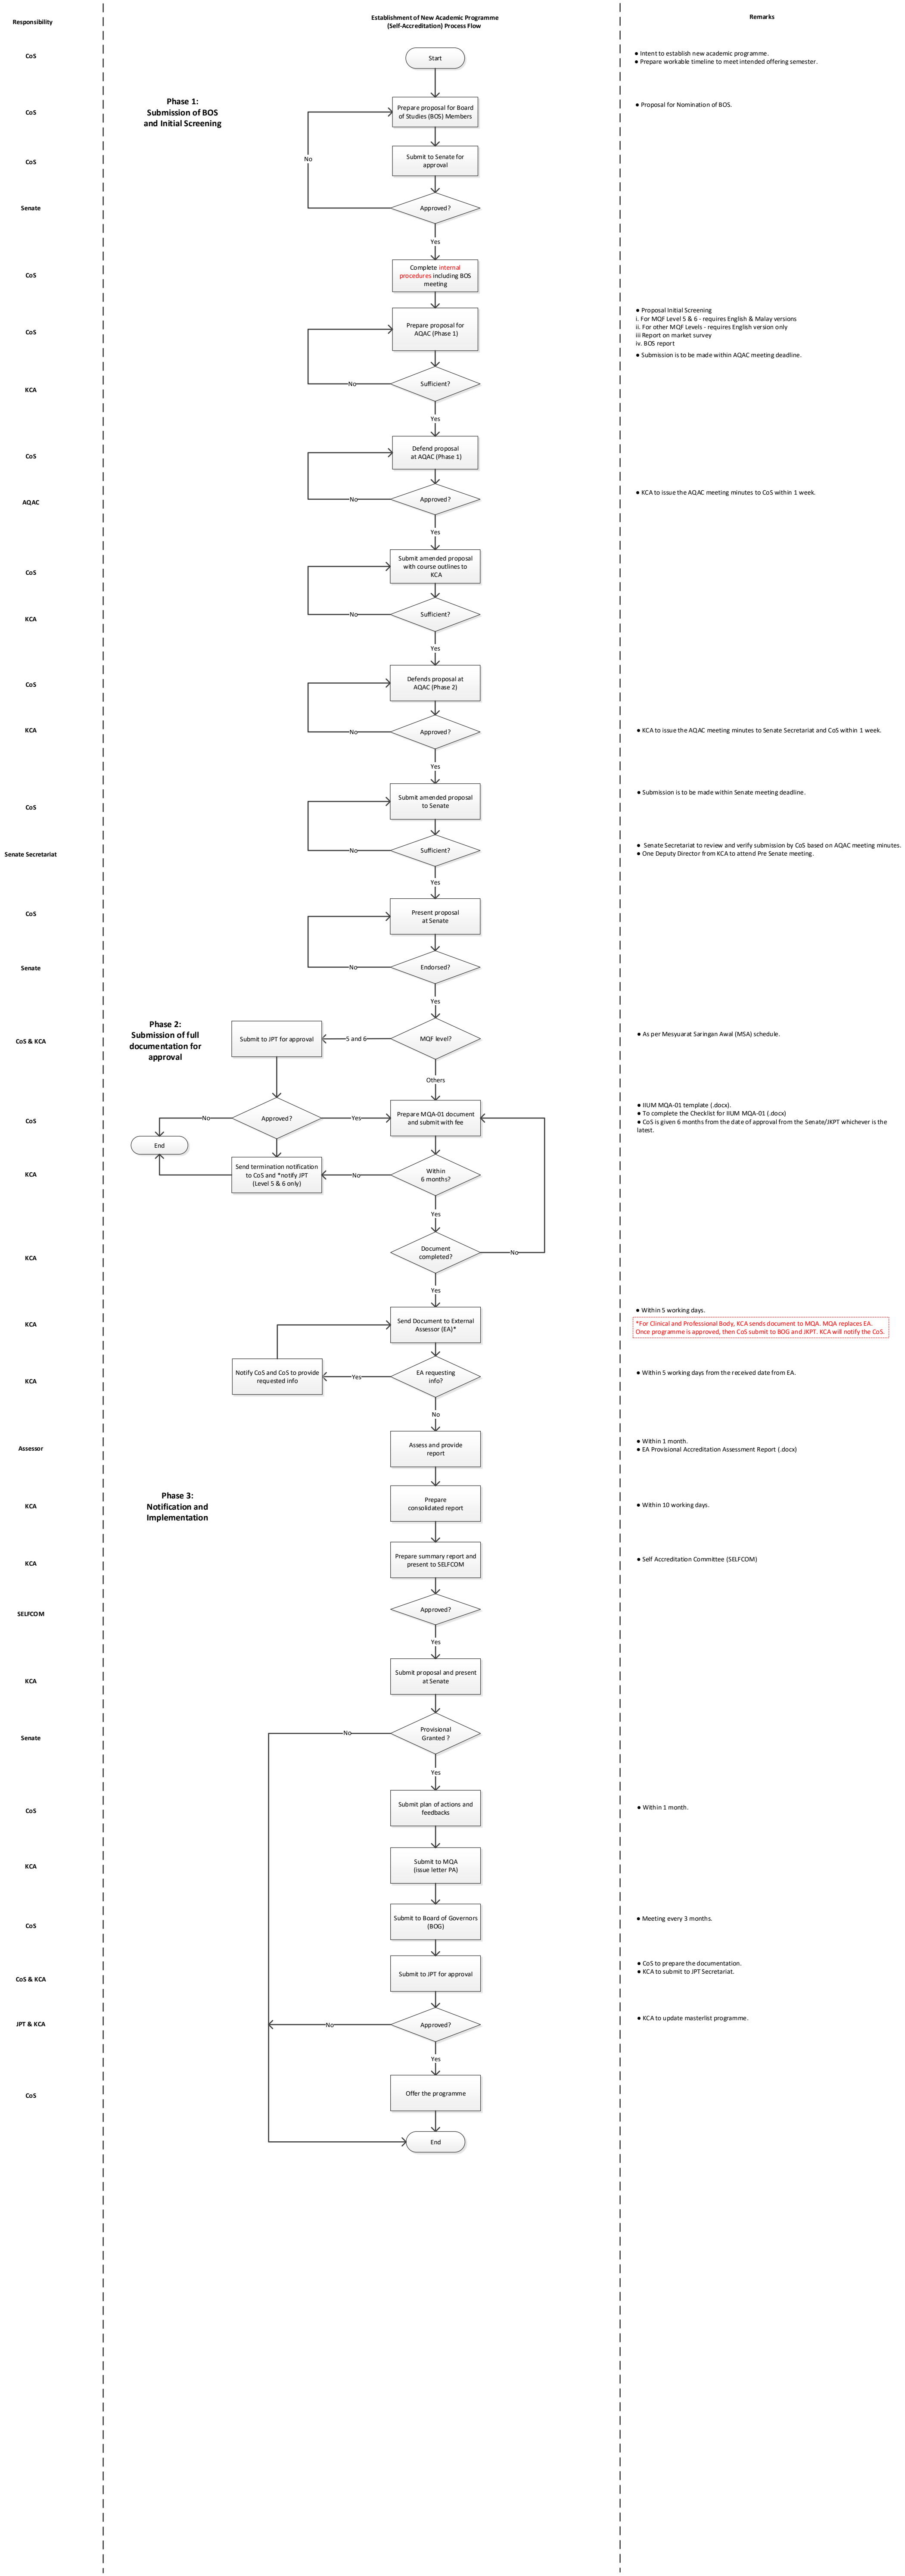 Responsibility
Establishment of New Academic Programme
(Self-Accreditation) Process Flow
Remarks
CoS
Start
● Intent to establish new academic programme.
● Prepare workable timeline to meet intended offering semester.
Phase 1:
Submission of BOS
and Initial Screening
CoS
Prepare proposal for Board
of Studies (BOS) Members
● Proposal for Nomination of BOS.
No
CoS
Submit to Senate for
approval
Senate
Approved?
Yes
CoS
Complete internal
procedures including BOS
meeting
CoS
Prepare proposal for
AQAC (Phase 1)
● Proposal Initial Screening
i. For MQF Level 5 & 6 - requires English & Malay versions
ii. For other MQF Levels - requires English version only
iii Report on market survey
iv. BOS report
● Submission is to be made within AQAC meeting deadline.
KCA
No
Sufficient?
Yes
CoS
Defend proposal
at AQAC (Phase 1)
AQAC
No
Approved?
● KCA to issue the AQAC meeting minutes to CoS within 1 week.
Yes
CoS
Submit amended proposal
with course outlines to
KCA
KCA
No
Sufficient?
Yes
CoS
Defends proposal at
AQAC (Phase 2)
KCA
No
Approved?
● KCA to issue the AQAC meeting minutes to Senate Secretariat and CoS within 1 week.
Yes
CoS
Submit amended proposal
to Senate
● Submission is to be made within Senate meeting deadline.
Senate Secretariat
No
Sufficient?
● Senate Secretariat to review and verify submission by CoS based on AQAC meeting minutes.
● One Deputy Director from KCA to attend Pre Senate meeting.
Yes
CoS
Present proposal
at Senate
Senate
No
Endorsed?
Yes
Phase 2:
Submission of full
documentation for
approval
CoS & KCA
Submit to JPT for approval
5 and 6
MQF level?
● As per Mesyuarat Saringan Awal (MSA) schedule.
Others
CoS
No
Approved?
Yes
Prepare MQA-01 document
and submit with fee
● IIUM MQA-01 template (.docx).
● To complete the Checklist for IIUM MQA-01 (.docx)
● CoS is given 6 months from the date of approval from the Senate/JKPT whichever is the
latest.
End
KCA
Send termination notification
to CoS and *notify JPT
(Level 5 & 6 only)
No
Within
6 months?
Yes
KCA
Document
completed?
No
Yes
KCA
Send Document to External
Assessor (EA)*
● Within 5 working days.
*For Clinical and Professional Body, KCA sends document to MQA. MQA replaces EA.
Once programme is approved, then CoS submit to BOG and JKPT. KCA will notify the CoS.
KCA
Notify CoS and CoS to provide
requested info
Yes
EA requesting
info?
● Within 5 working days from the received date from EA.
No
Assessor
Assess and provide
report
● Within 1 month.
● EA Provisional Accreditation Assessment Report (.docx)
Phase 3:
Notification and
Implementation
KCA
Prepare
consolidated report
● Within 10 working days.
KCA
Prepare summary report and
present to SELFCOM
● Self Accreditation Committee (SELFCOM)
SELFCOM
Approved?
Yes
KCA
Submit proposal and present
at Senate
Senate
No
Provisional
Granted ?
Yes
CoS
Submit plan of actions and
feedbacks
● Within 1 month.
KCA
Submit to MQA
(issue letter PA)
CoS
Submit to Board of Governors
(BOG)
● Meeting every 3 months.
CoS & KCA
Submit to JPT for approval
● CoS to prepare the documentation.
● KCA to submit to JPT Secretariat.
JPT & KCA
No
Approved?
● KCA to update masterlist programme.
Yes
CoS
Offer the programme
End